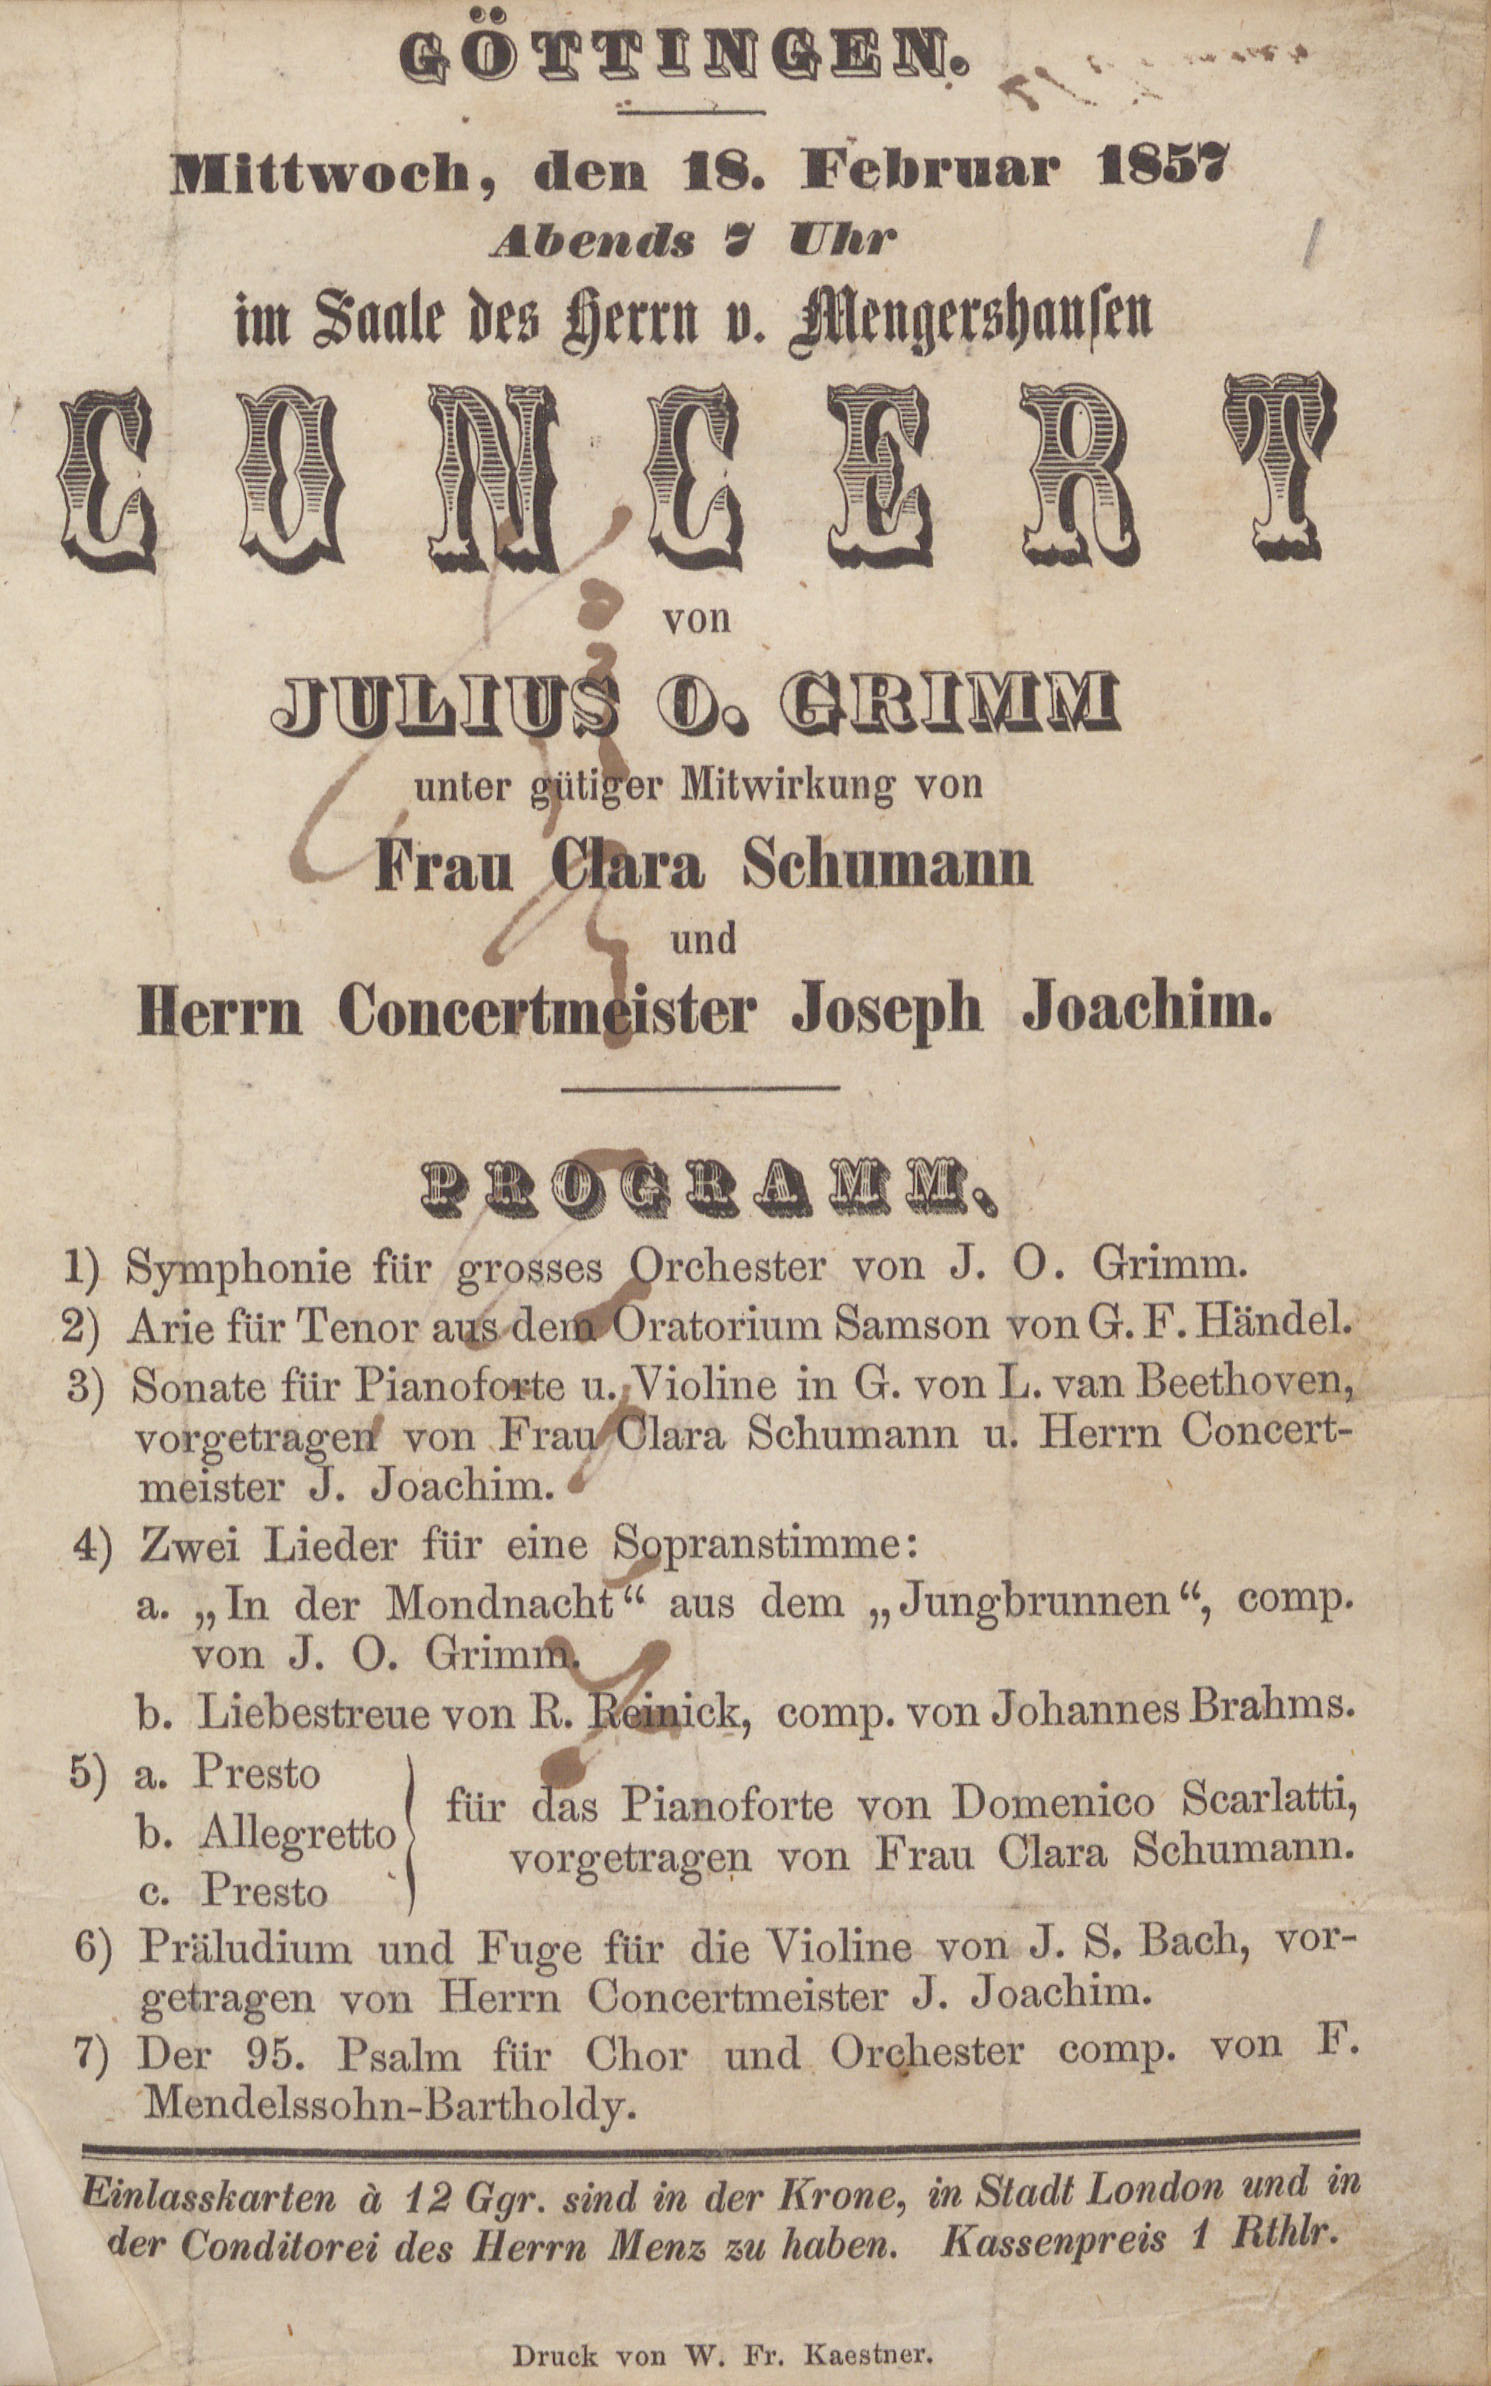 GÖTTINGEN.
Mittwoch, den 18. Februar 1857
Abends 7 Uhr
im Saale des Herrn v. Mengershausen
CONCERT
von
JULIUS O. GRIMM
unter gütiger Mitwirkung von
Frau Clara Schumann
und
Herrn Concertmeister Joseph Joachim.
PROGRAMM.
1) Symphonie für grosses Orchester von J. O. Grimm.
2) Arie für Tenor aus dem Oratorium Samson von G. F. Händel.
3) Sonate für Pianoforte u. Violine in G. von L. van Beethoven,
vorgetragen von Frau Clara Schumann u. Herrn Concert-
meister J. Joachim.
4) Zwei Lieder für eine Sopranstimme:
a. „In der Mondnacht“ aus dem „Jungbrunnen“, comp.
von J. O. Grimm.
b. Liebestreue von R. Reinick, comp. von Johannes Brahms.
5) a. Presto
b. Allegretto
c. Presto
für das Pianoforte von Domenico Scarlatti,
vorgetragen von Frau Clara Schumann.
6) Präludium und Fuge für die Violine von J. S. Bach, vor-
getragen von Herrn Concertmeister J. Joachim.
7) Der 95. Psalm für Chor und Orchester comp. von F.
Mendelssohn-Bartholdy.
Einlasskarten à 12 Ggr. sind in der Krone, in Stadt London und in
der Conditorei des Herrn Menz zu haben. Kassenpreis 1 Rthlr.
Druck von W. Fr. Kaestner.